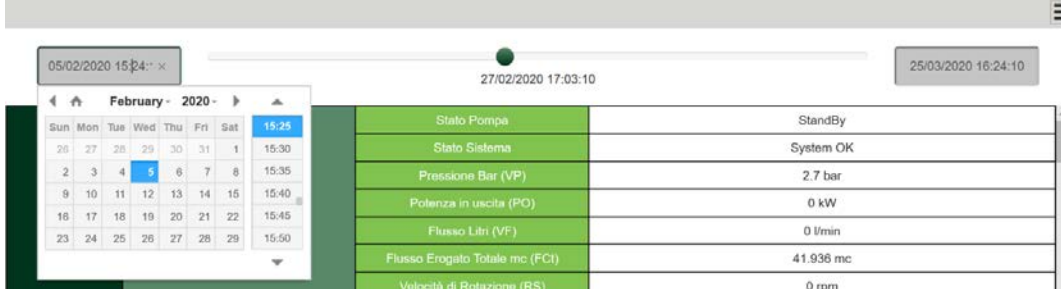 05/02/2020 15:24: ×
27/02/2020 17:03:10
25/03/2020 16:24:10
February 2020
Sun Mon Tue Wed Thu Fri Sat
26 27 28 29 30 31 1
2 3 4 5 6 7 8
9 10 11 12 13 14 15
16 17 18 19 20 21 22
23 24 25 26 27 28 29
15:25
15:30
15:35
15:40
15:45
15:50
Stato Pompa StandBy
Stato Sistema System OK
Pressione Bar (VP) 2.7 bar
Potenza in uscita (PO) 0 kW
Flusso Litri (VF) 0 l/min
Flusso Erogato Totale mc (FCt) 41.936 mc
Velocità di Rotazione (RS) 0 rpm